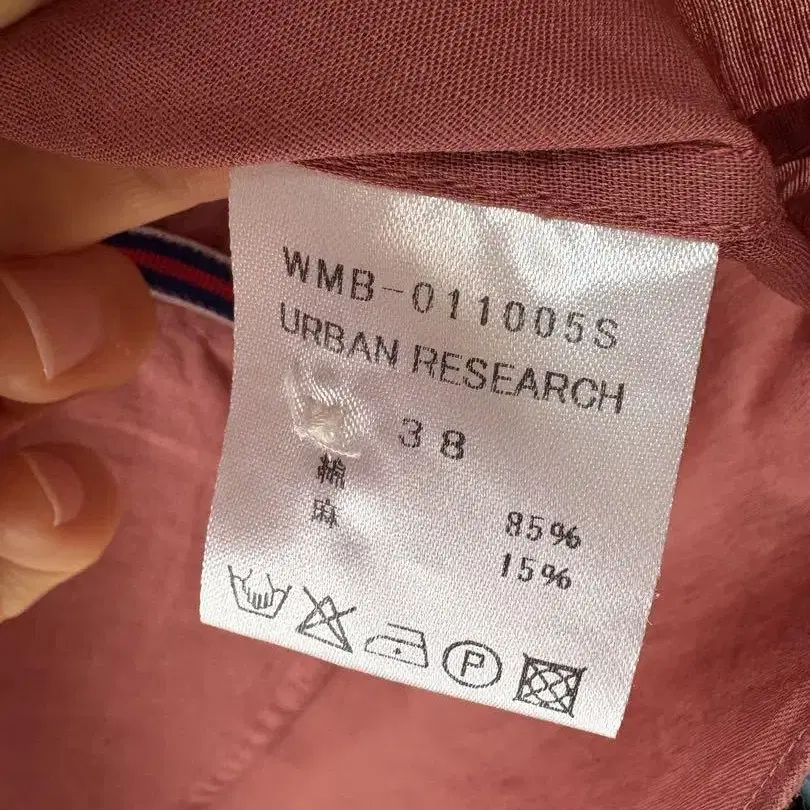 WMB-011005S
URBAN RESEARCH
38
綿 85%
麻 15%
P